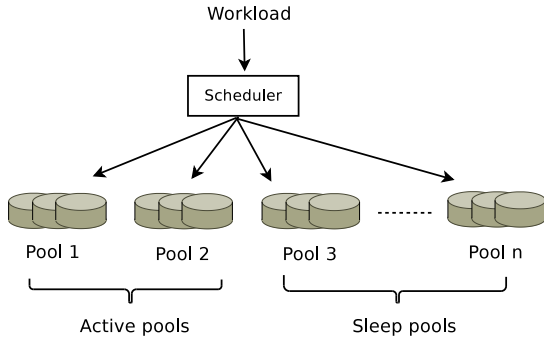 Workload
Scheduler
Pool 1
Pool 2
Pool 3
Pool n
Active pools
Sleep pools